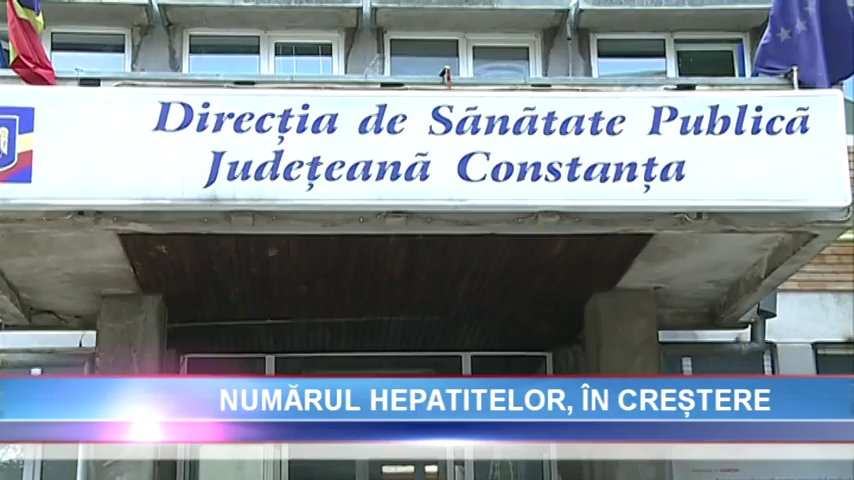 Direcția de Sănătate Publică
Județeană Constanța
NUMĂRUL HEPATITELOR, ÎN CREȘTERE